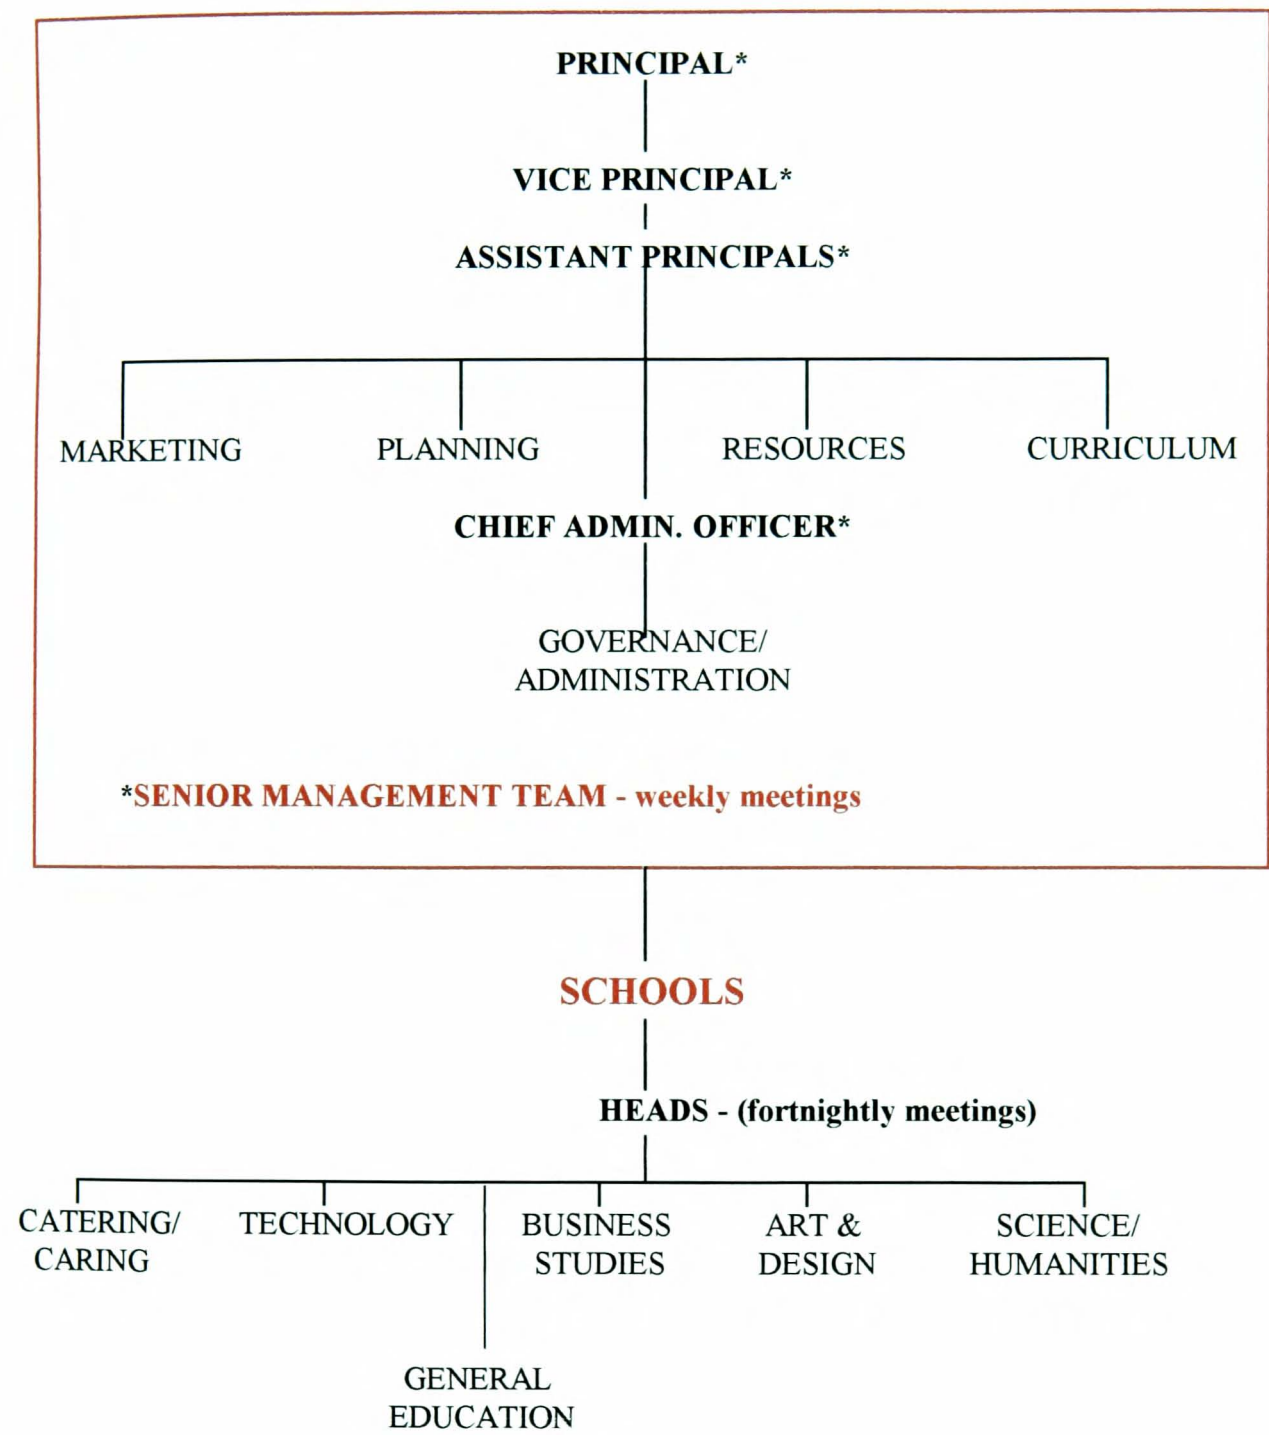 PRINCIPAL*
VICE PRINCIPAL*
ASSISTANT PRINCIPALS*
MARKETING
PLANNING
RESOURCES
CURRICULUM
CHIEF ADMIN. OFFICER*
GOVERNANCE/
ADMINISTRATION
*SENIOR MANAGEMENT TEAM - weekly meetings
SCHOOLS
HEADS - (fortnightly meetings)
CATERING/
CARING
TECHNOLOGY
BUSINESS
STUDIES
ART &
DESIGN
SCIENCE/
HUMANITIES
GENERAL
EDUCATION